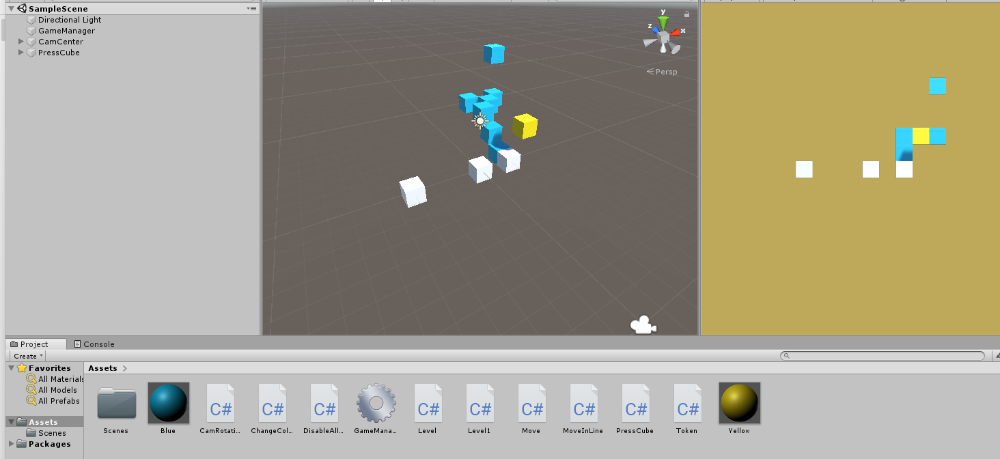 SampleScene
Directional Light
GameManager
CamCenter
PressCube
y
z
x
Persp
Project
Console
Create
Favorites
All Materials
All Models
All Prefabs
Assets
Scenes
Packages
Assets
Scenes
Blue
CamRotati...
ChangeCol...
DisableAll...
GameMana...
Level
Level1
Move
MoveInLine
PressCube
Token
Yellow
C#
C#
C#
C#
C#
C#
C#
C#
C#